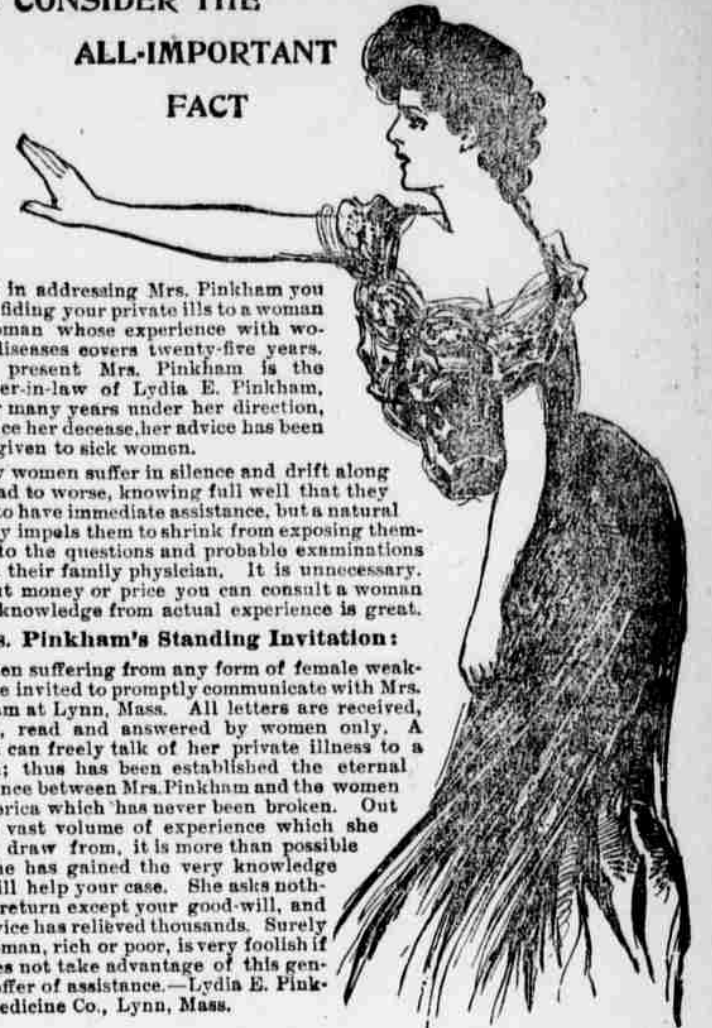 CONSIDER THE
ALL-IMPORTANT
FACT
in addressing Mrs. Pinkham you
fiding your private ills to a woman
oman whose experience with wo-
diseases covers twenty-five years.
present Mrs. Pinkham is the
er-in-law of Lydia E. Pinkham,
many years under her direction,
ce her decease, her advice has been
given to sick women.
y women suffer in silence and drift along
ad to worse, knowing full well that they
to have immediate assistance, but a natural
y impels them to shrink from exposing them-
to the questions and probable examinations
their family physician. It is unnecessary.
ut money or price you can consult a woman
knowledge from actual experience is great.
s. Pinkham's Standing Invitation:
en suffering from any form of female weak-
e invited to promptly communicate with Mrs.
am at Lynn, Mass. All letters are received,
, read and answered by women only. A
can freely talk of her private illness to a
; thus has been established the eternal
nce between Mrs. Pinkham and the women
erica which has never been broken. Out
vast volume of experience which she
draw from, it is more than possible
he has gained the very knowledge
ill help your case. She asks noth-
return except your good-will, and
vice has relieved thousands. Surely
man, rich or poor, is very foolish if
es not take advantage of this gen-
offer of assistance.—Lydia E. Pink-
edicine Co., Lynn, Mass.